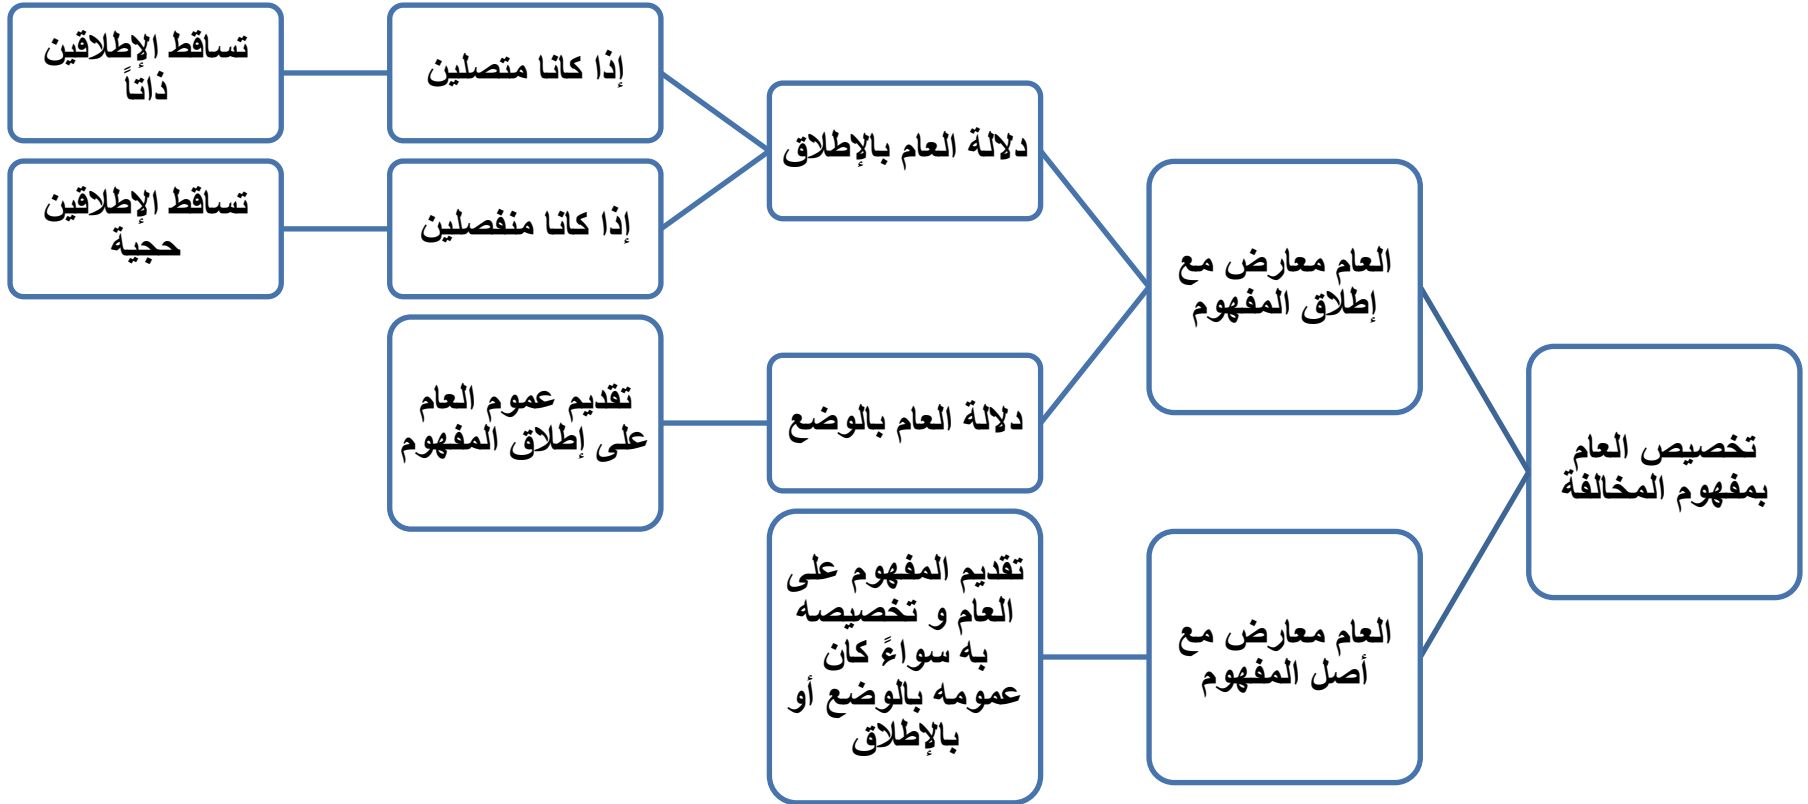 تخصيص العام
بمفهوم المخالفة
العام معارض مع
إطلاق المفهوم
دلالة العام بالإطلاق
إذا كانا متصلين
تساقط الإطلاقين
ذاتاً
إذا كانا منفصلين
تساقط الإطلاقين
حجية
دلالة العام بالوضع
تقديم عموم العام
على إطلاق المفهوم
العام معارض مع
أصل المفهوم
تقديم المفهوم على
العام و تخصيصه
به سواءً كان
عمومه بالوضع أو
بالإطلاق